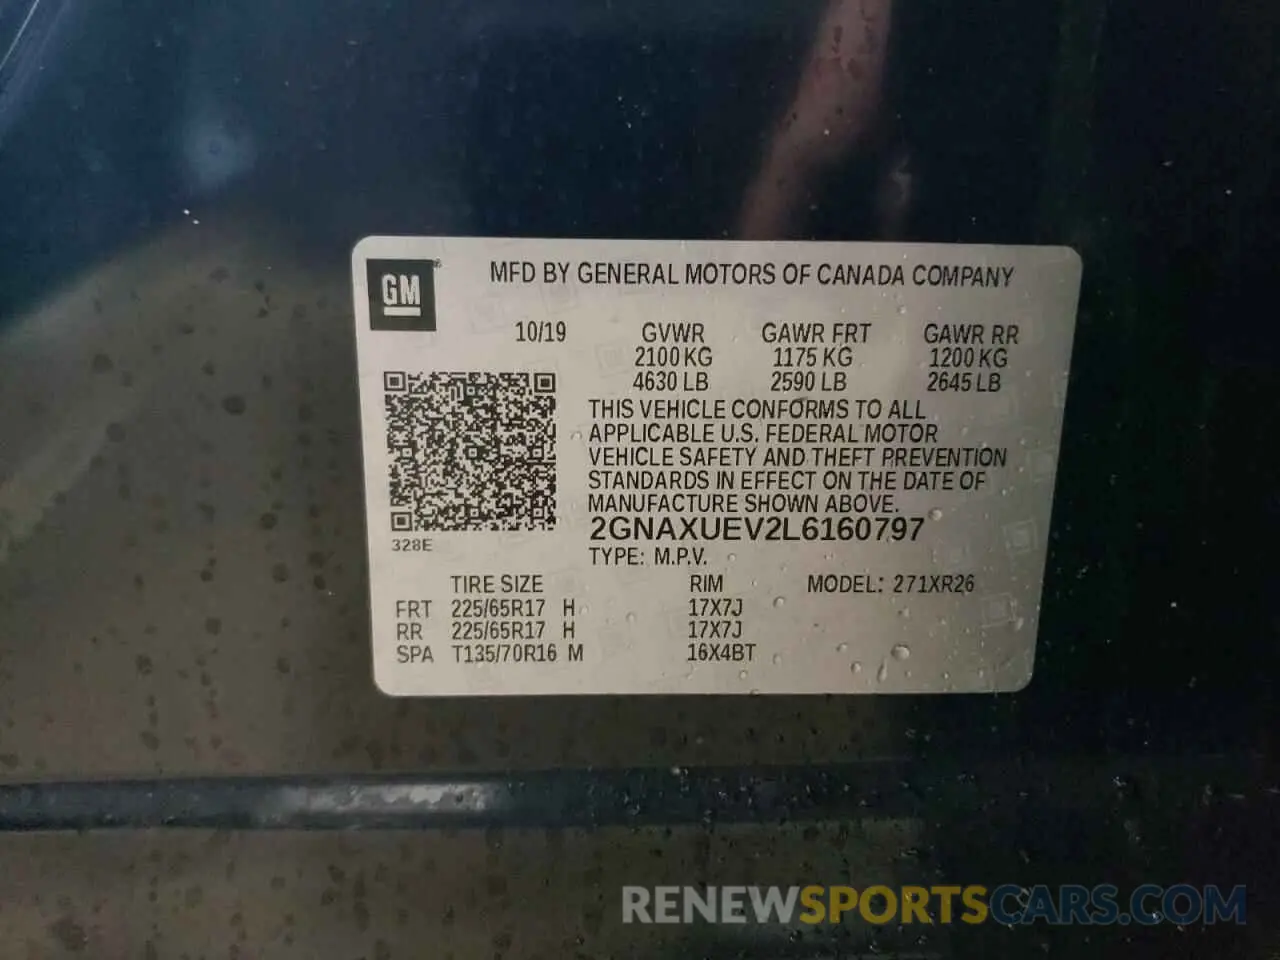 GM®
MFD BY GENERAL MOTORS OF CANADA COMPANY
10/19 GVWR GAWR FRT GAWR RR
2100 KG 1175 KG 1200 KG
4630 LB 2590 LB 2645 LB
THIS VEHICLE CONFORMS TO ALL
APPLICABLE U.S. FEDERAL MOTOR
VEHICLE SAFETY AND THEFT PREVENTION
STANDARDS IN EFFECT ON THE DATE OF
MANUFACTURE SHOWN ABOVE.
2GNAXUEV2L6160797
328E
TYPE: M.P.V.
TIRE SIZE RIM MODEL: 271XR26
FRT 225/65R17 H 17X7J
RR 225/65R17 H 17X7J
SPA T135/70R16 M 16X4BT
RENEWSPORTSCARS.COM